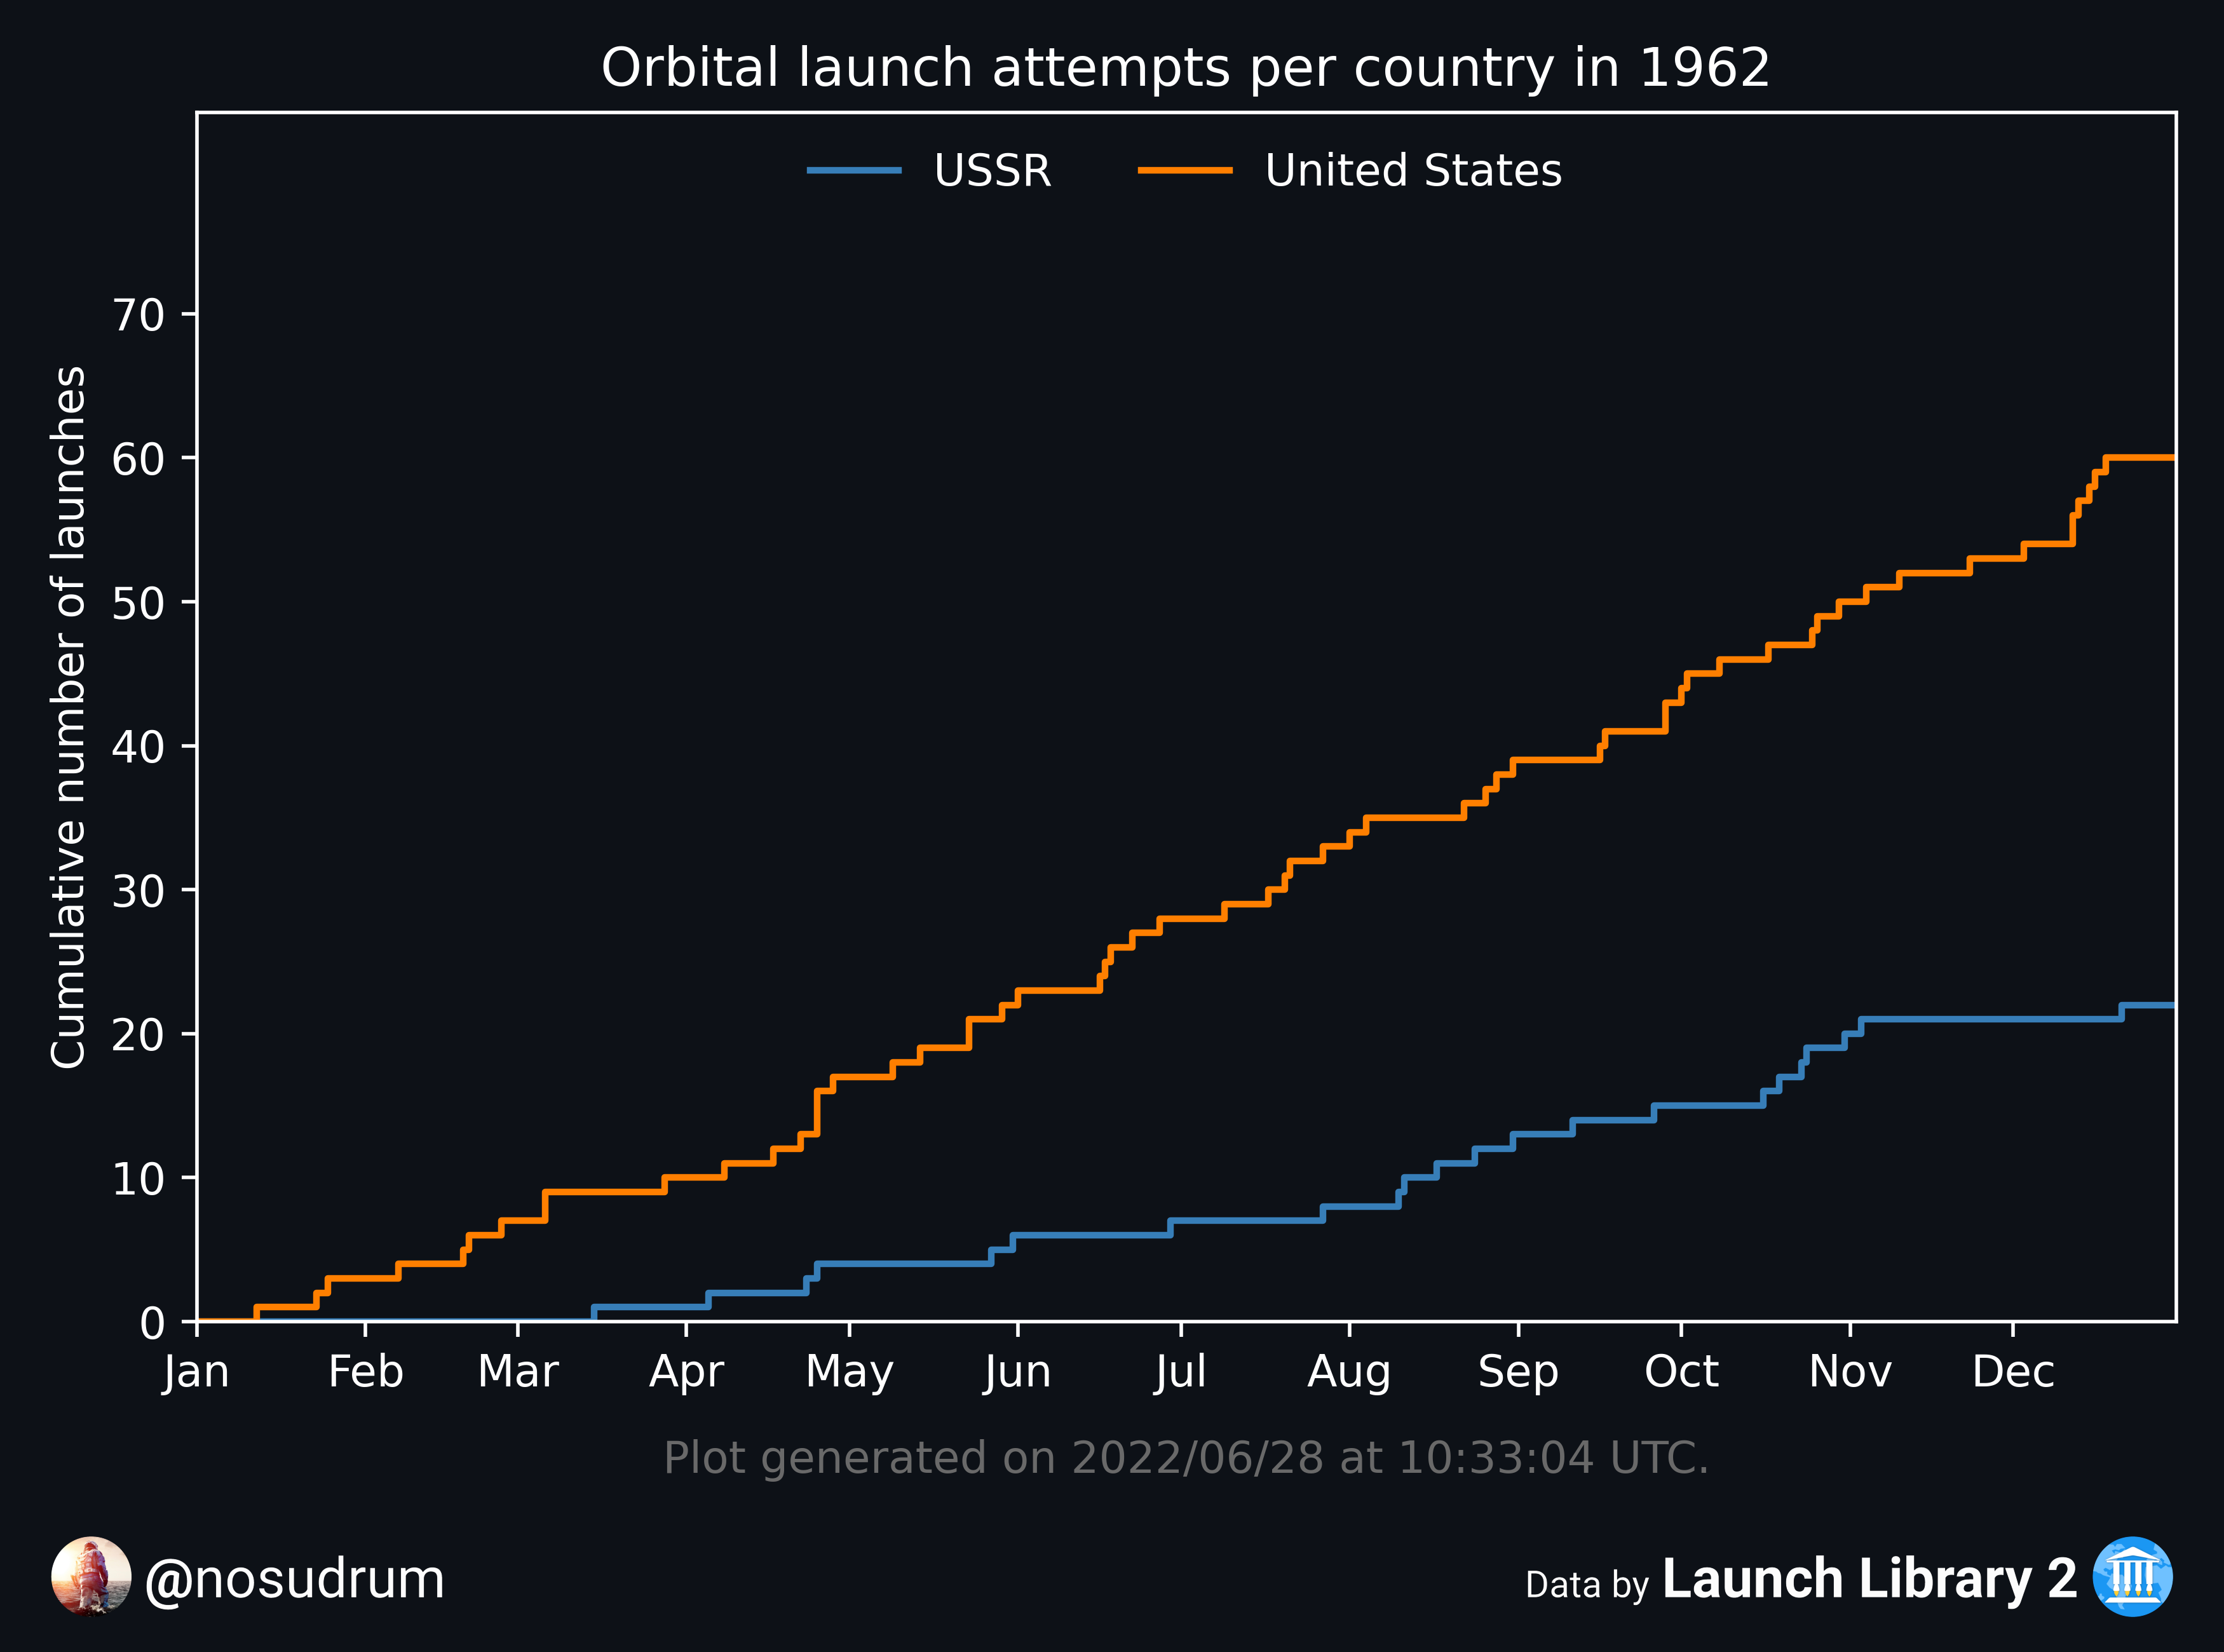 Orbital launch attempts per country in 1962
USSR
United States
Cumulative number of launches
70
60
50
40
30
20
10
0
Jan Feb Mar Apr May Jun Jul Aug Sep Oct Nov Dec
Plot generated on 2022/06/28 at 10:33:04 UTC.
@nosudrum
Data by Launch Library 2